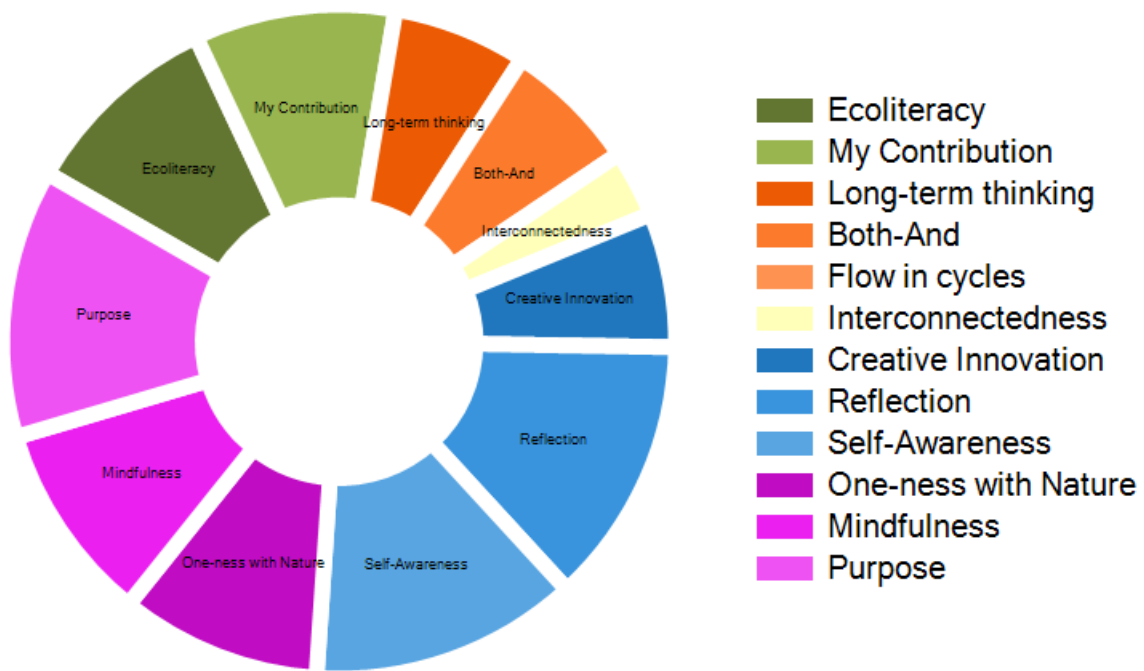 My Contribution
Long-term thinking
Ecoliteracy
Both-And
Interconnectedness
Creative Innovation
Purpose
Reflection
Mindfulness
One-ness with Nature
Self-Awareness
Ecoliteracy
My Contribution
Long-term thinking
Both-And
Flow in cycles
Interconnectedness
Creative Innovation
Reflection
Self-Awareness
One-ness with Nature
Mindfulness
Purpose